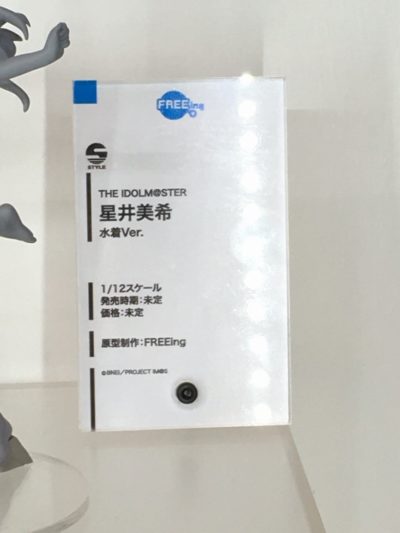 FREEing
S
STYLE
THE IDOLM@STER
星井美希
水着Ver.
1/12スケール
発売時期:未定
価格:未定
原型制作:FREEing
©BNEI/PROJECT iM@S